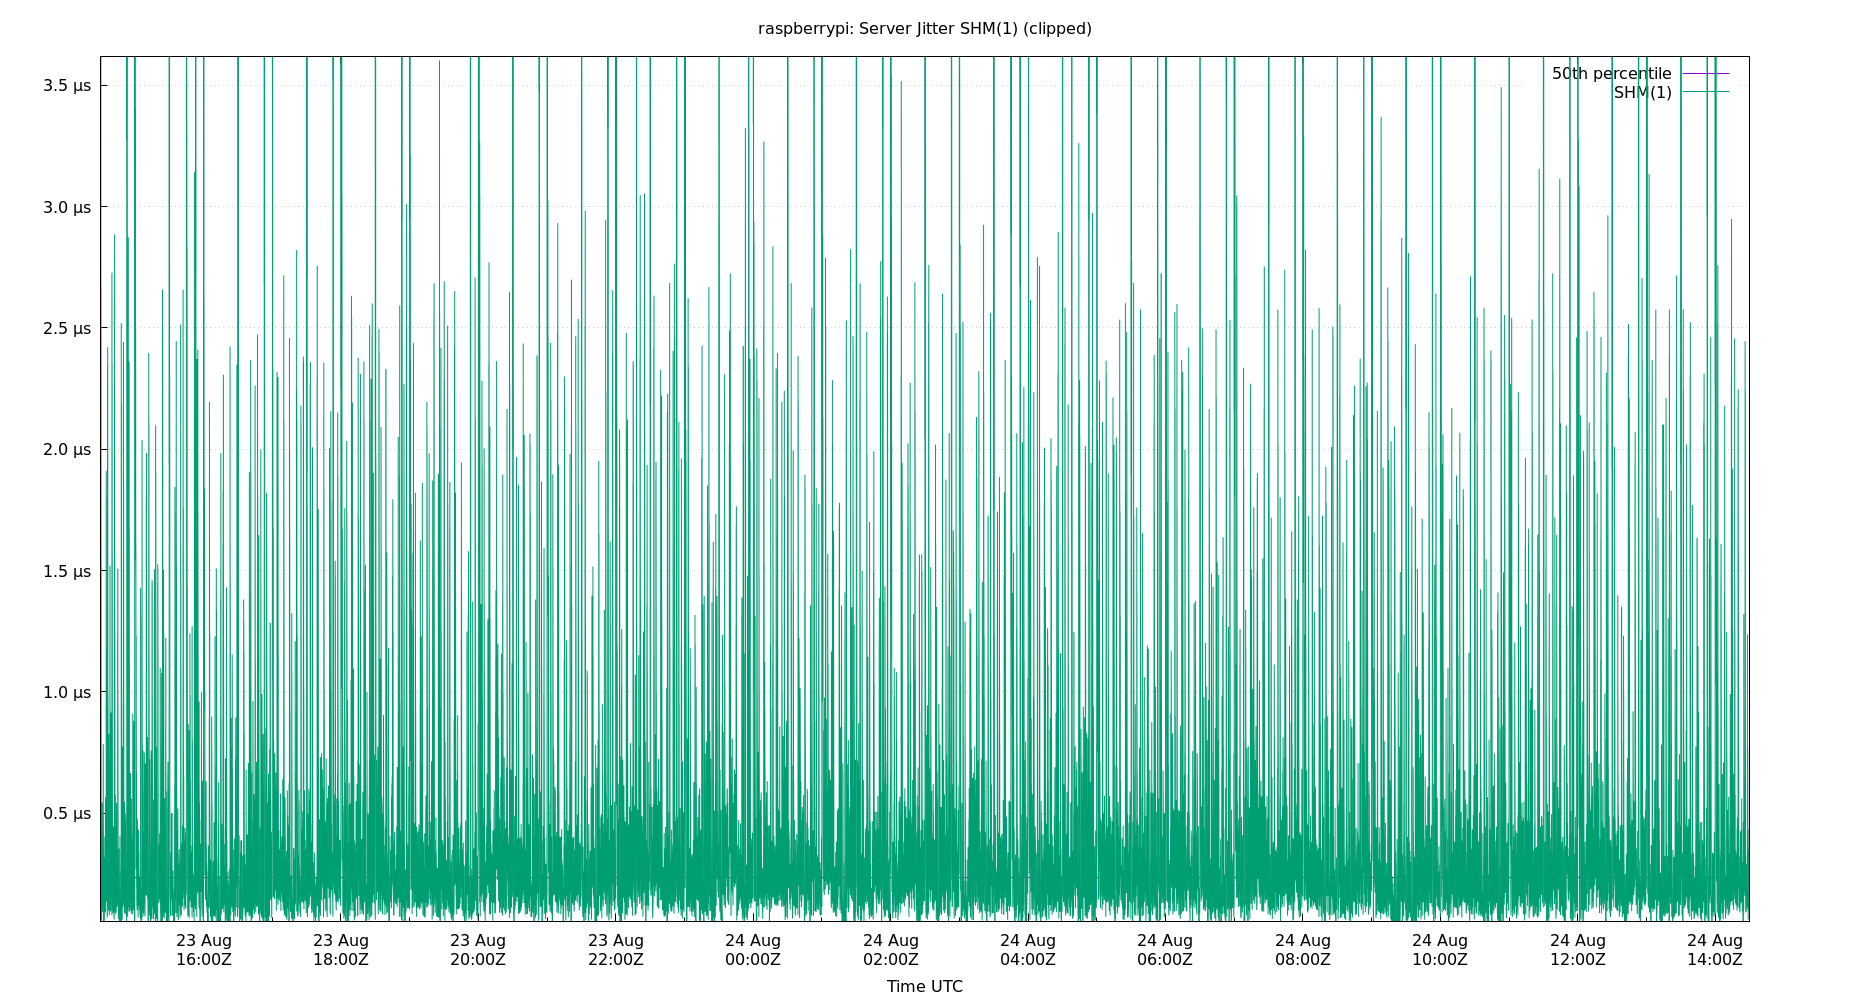 raspberrypi: Server Jitter SHM(1) (clipped)
50th percentile
SHM(1)
3.5 µs
3.0 µs
2.5 µs
2.0 µs
1.5 µs
1.0 µs
0.5 µs
23 Aug 23 Aug 23 Aug 23 Aug 24 Aug 24 Aug 24 Aug 24 Aug 24 Aug 24 Aug 24 Aug 24 Aug
16:00Z 18:00Z 20:00Z 22:00Z 00:00Z 02:00Z 04:00Z 06:00Z 08:00Z 10:00Z 12:00Z 14:00Z
Time UTC